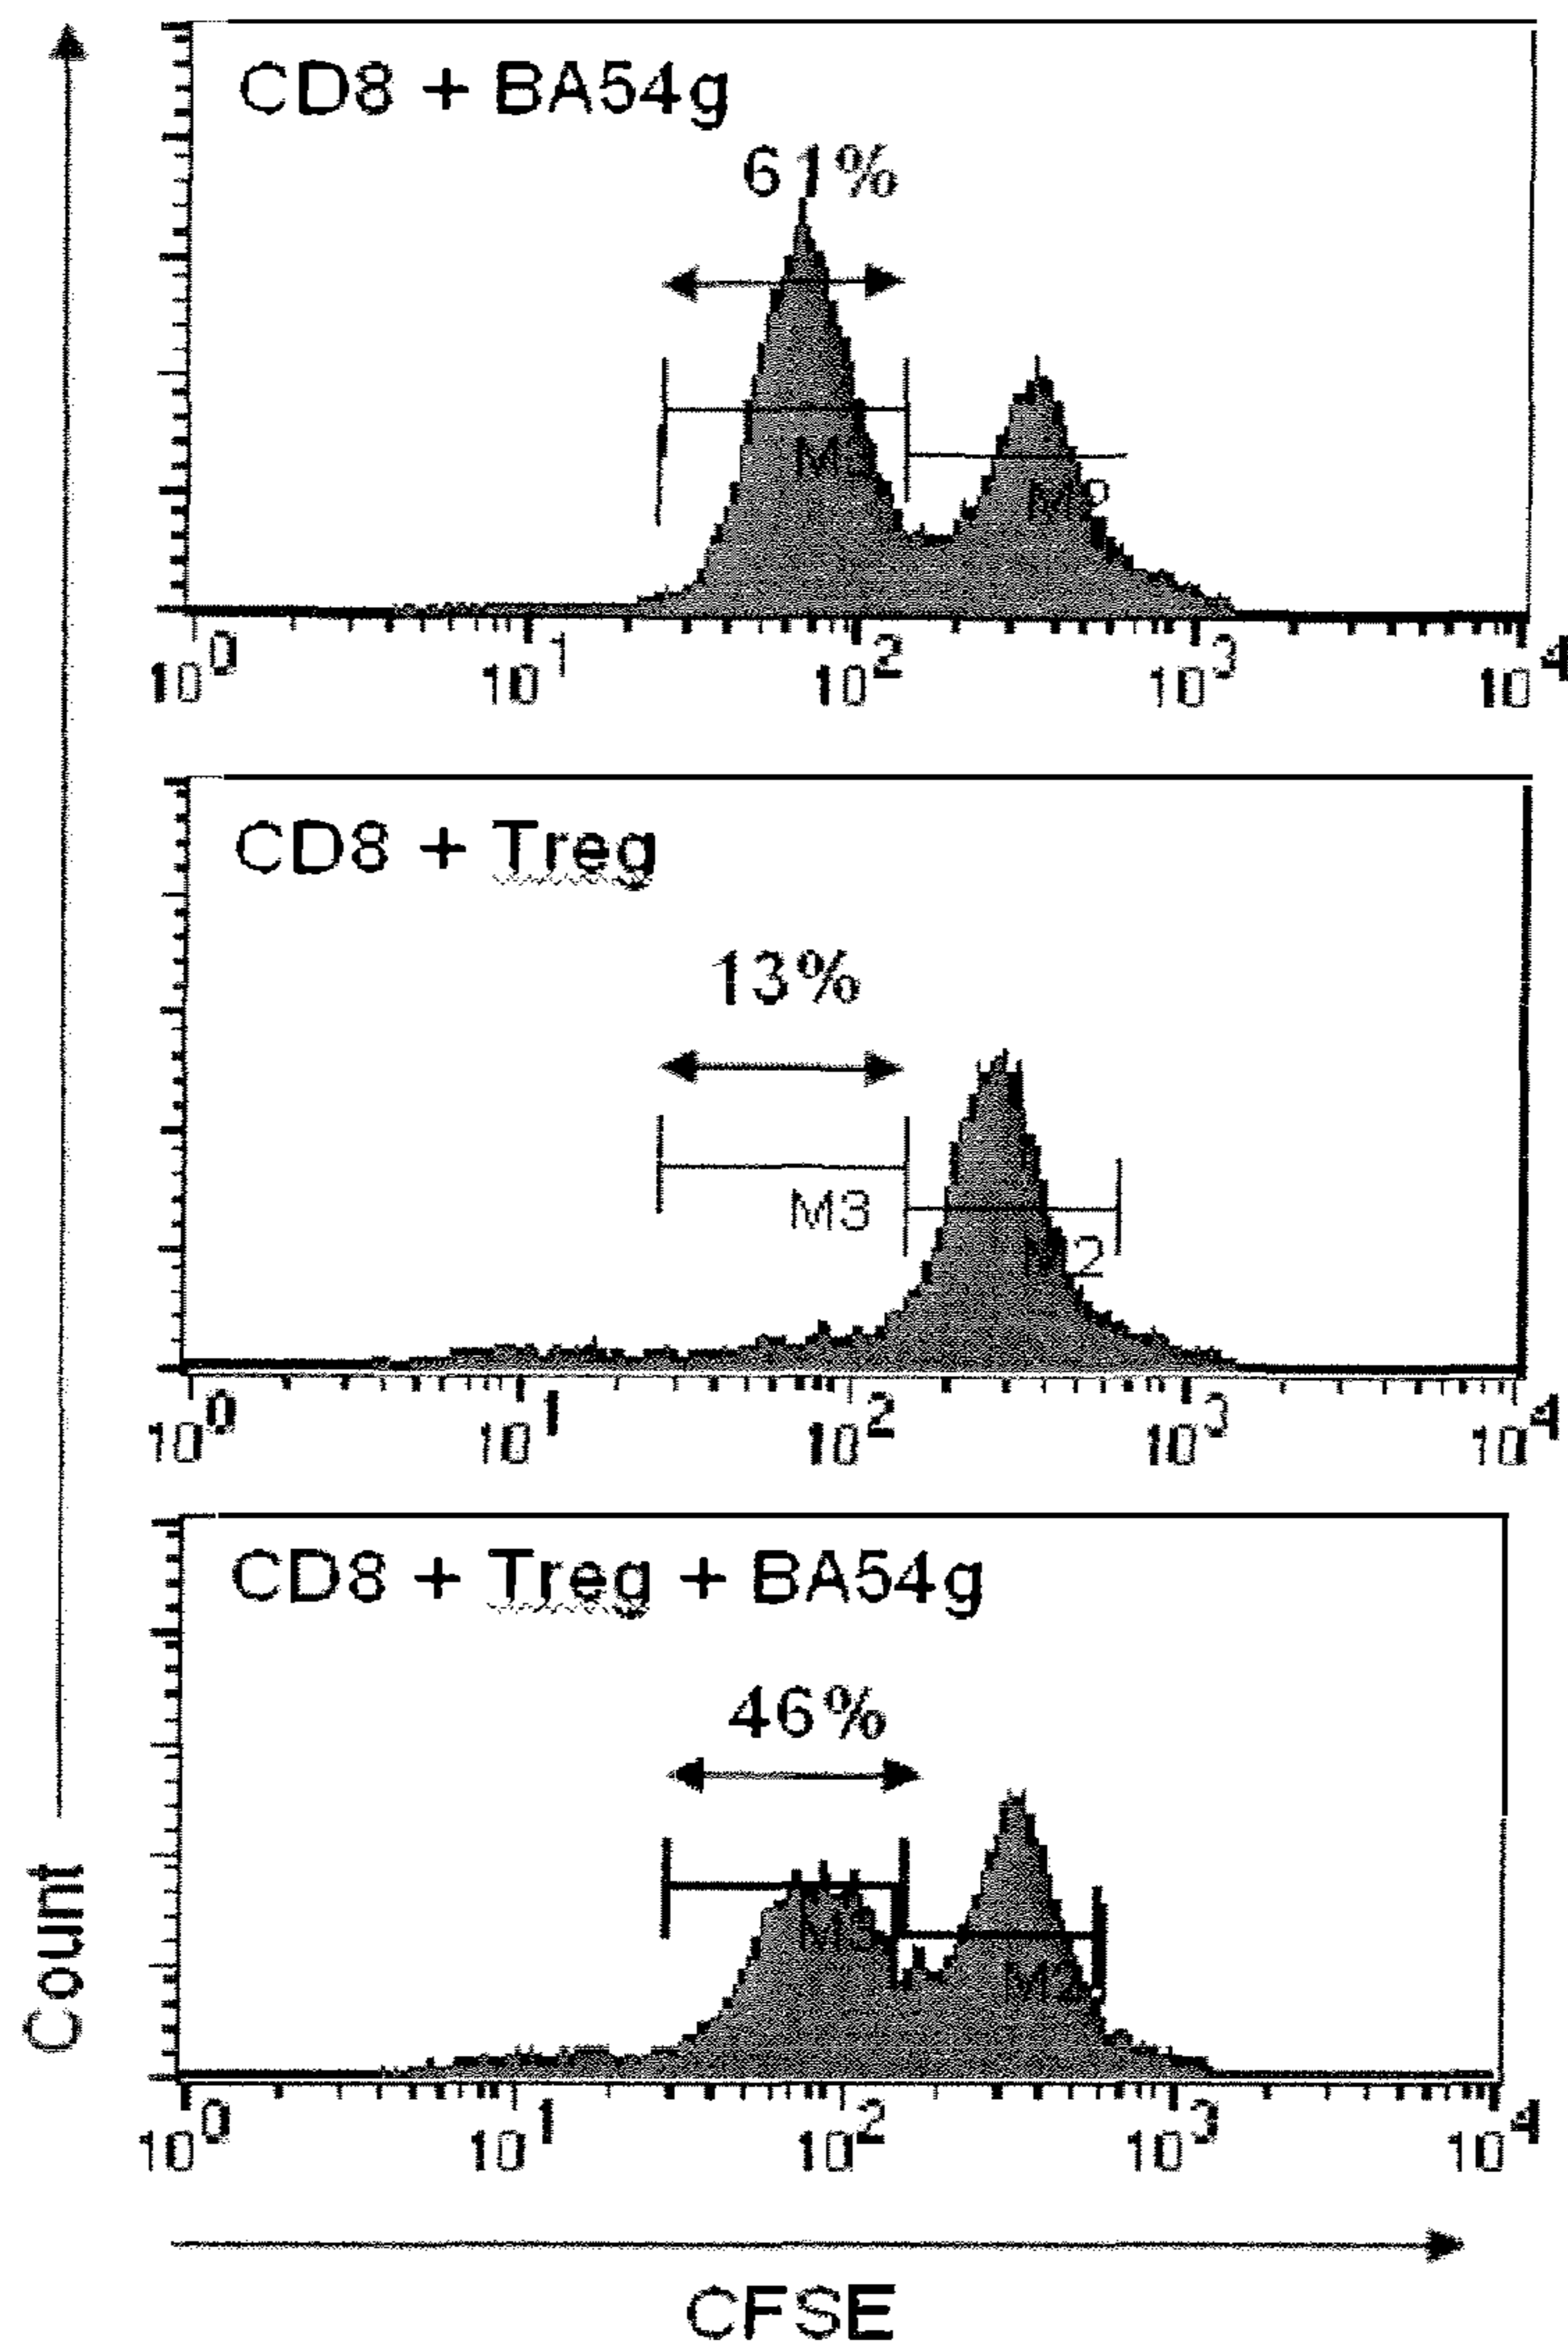 CD8 + BA54g
61%
M2
10^0 10^1 10^2 10^3 10^4
CD8 + Treg
13%
M3
M2
10^0 10^1 10^2 10^3 10^4
CD8 + Treg + BA54g
46%
M3
M2
10^0 10^1 10^2 10^3 10^4
Count
CFSE